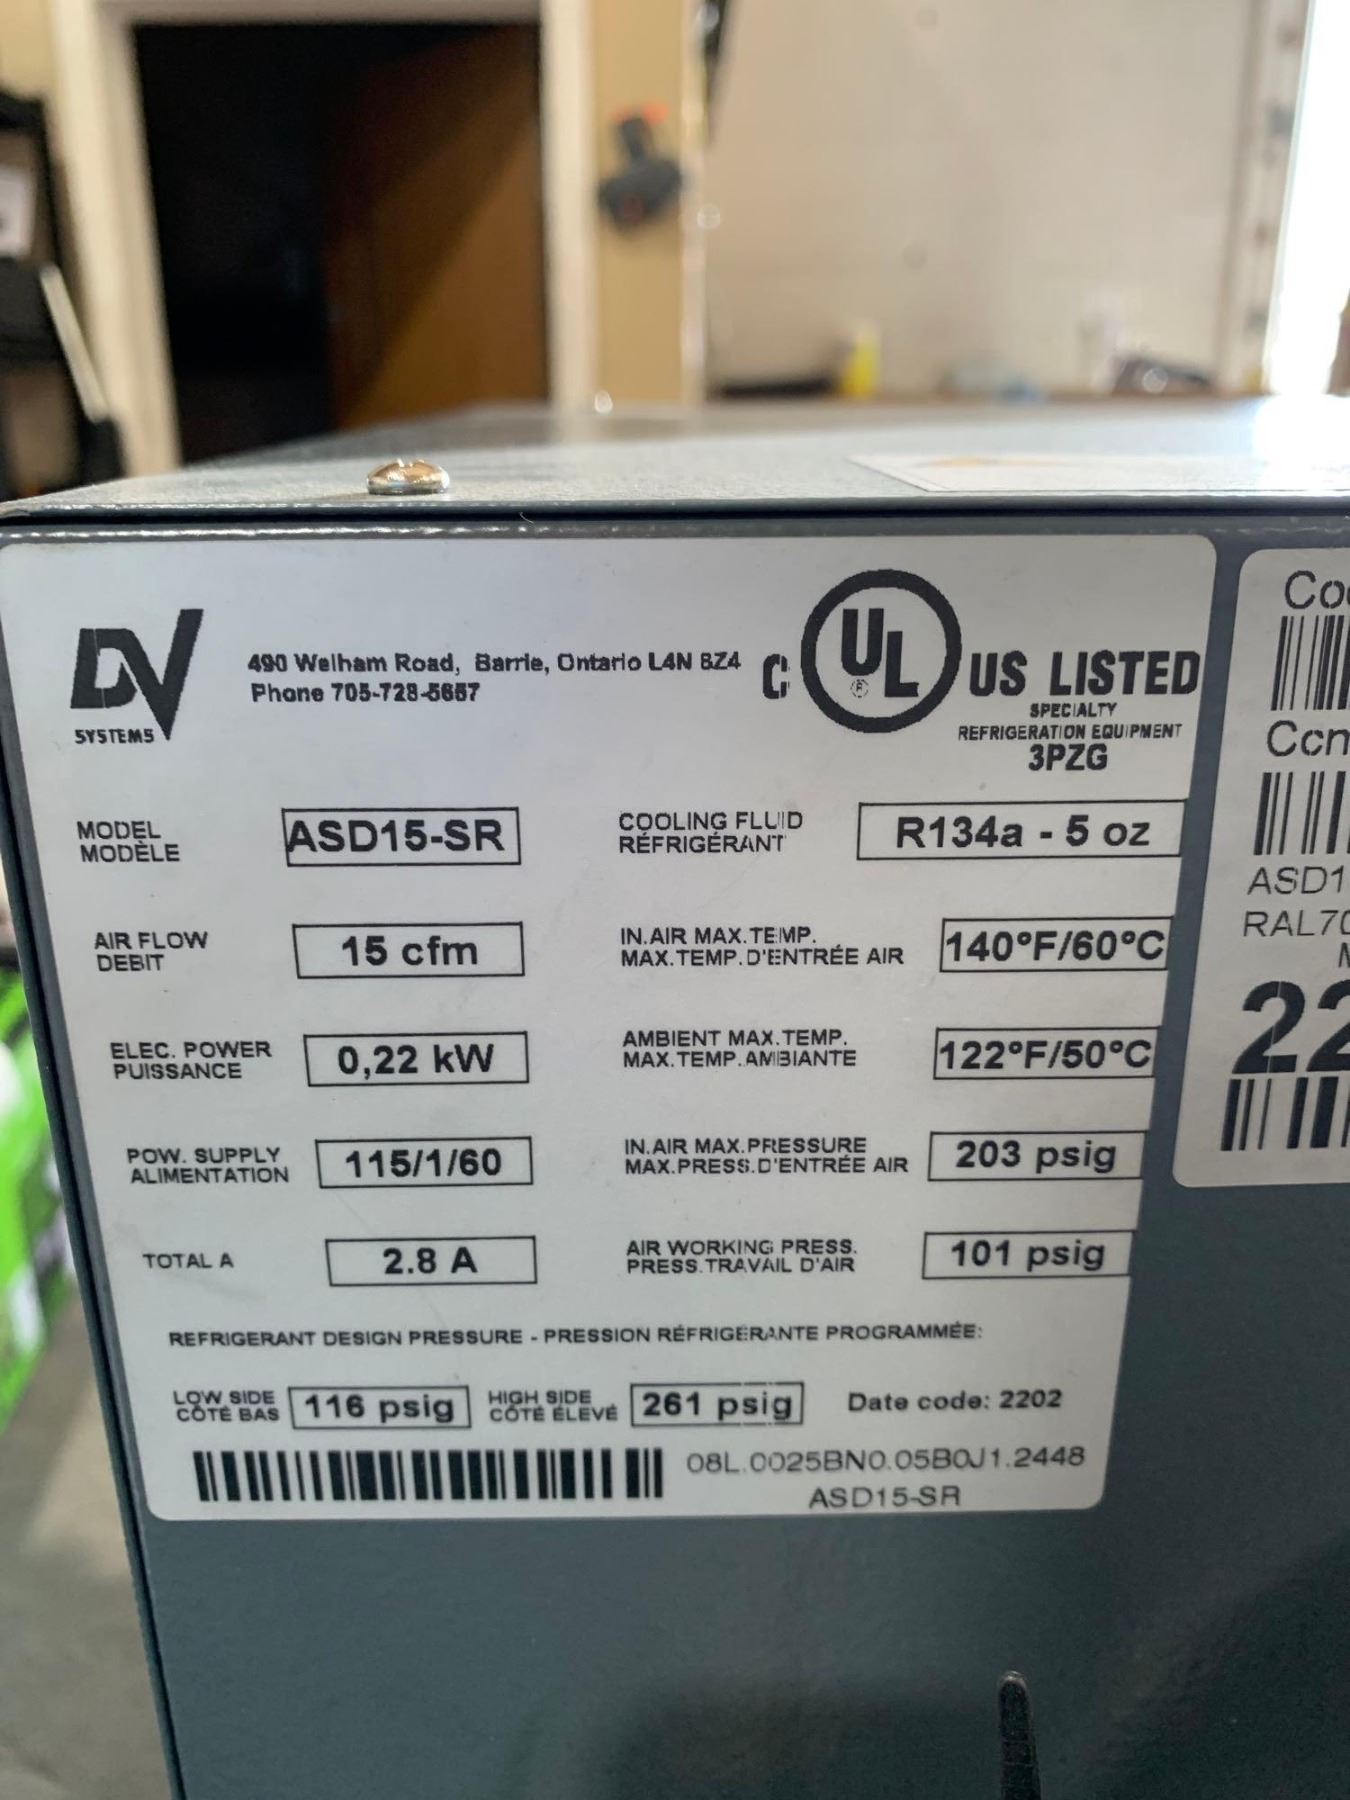 DV
SYSTEMS
490 Welham Road, Barrie, Ontario L4N 8Z4
Phone 705-728-5657
C UL US LISTED
SPECIALTY
REFRIGERATION EQUIPMENT
3PZG
MODEL
MODÈLE
ASD15-SR
COOLING FLUID
RÉFRIGÉRANT
R134a - 5 oz
AIR FLOW
DEBIT
15 cfm
IN.AIR MAX.TEMP.
MAX.TEMP.D'ENTRÉE AIR
140°F/60°C
ELEC. POWER
PUISSANCE
0,22 kW
AMBIENT MAX.TEMP.
MAX.TEMP.AMBIANTE
122°F/50°C
POW. SUPPLY
ALIMENTATION
115/1/60
IN.AIR MAX.PRESSURE
MAX.PRESS.D'ENTRÉE AIR
203 psig
TOTAL A
2.8 A
AIR WORKING PRESS.
PRESS.TRAVAIL D'AIR
101 psig
REFRIGERANT DESIGN PRESSURE - PRESSION RÉFRIGÉRANTE PROGRAMMÉE:
LOW SIDE
CÔTÉ BAS
116 psig
HIGH SIDE
CÔTÉ ÉLEVÉ
261 psig
Date code: 2202
08L.0025BN0.05B0J1.2448
ASD15-SR
Co
Com
ASD1
RAL70
22